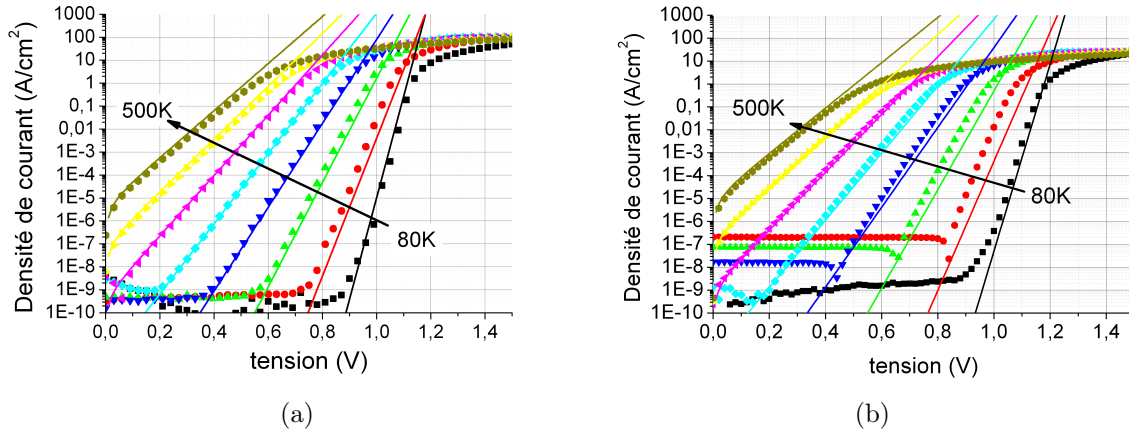 Densité de courant (A/cm²)
1000
100
10
1
0,1
0,01
1E-3
1E-4
1E-5
1E-6
1E-7
1E-8
1E-9
1E-10
500K
80K
0,0 0,2 0,4 0,6 0,8 1,0 1,2 1,4
tension (V)
(a)
Densité de courant (A/cm²)
1000
100
10
1
0,1
0,01
1E-3
1E-4
1E-5
1E-6
1E-7
1E-8
1E-9
1E-10
500K
80K
0,0 0,2 0,4 0,6 0,8 1,0 1,2 1,4
tension (V)
(b)